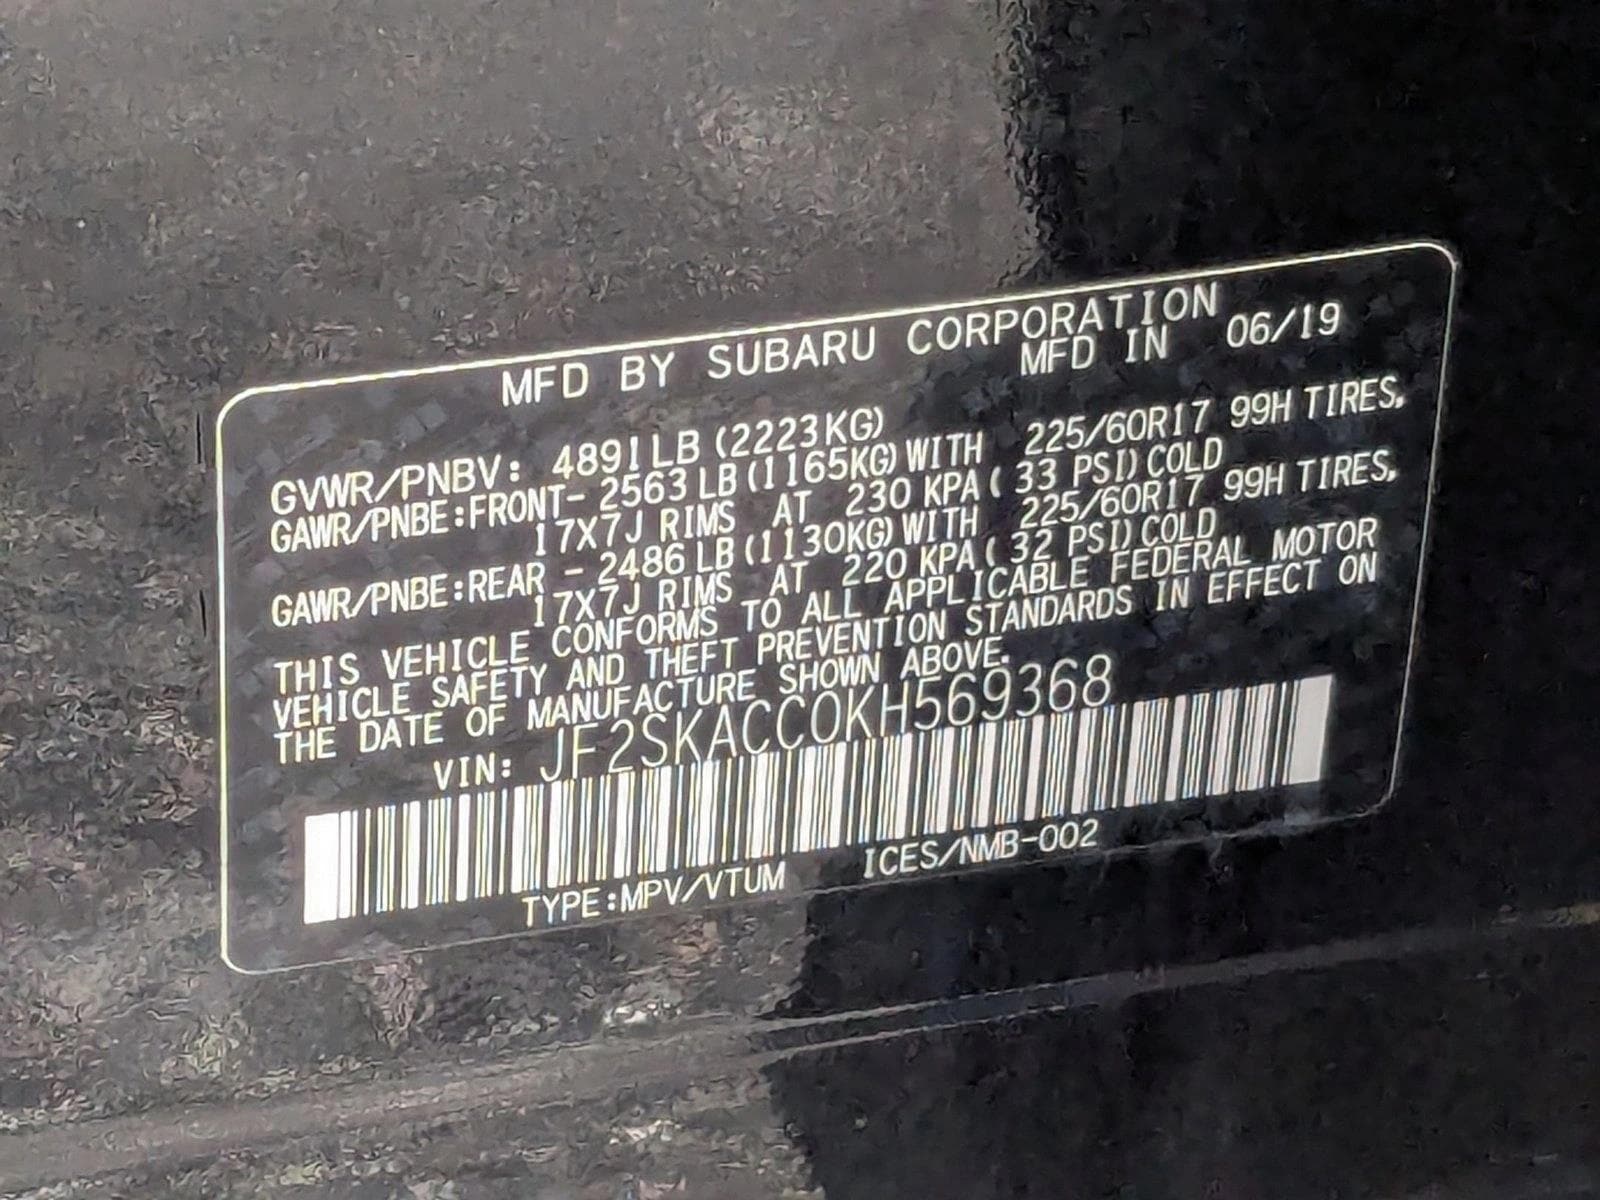 MFD BY SUBARU CORPORATION
MFD IN 06/19
GVWR/PNBV: 4891LB (2223KG)
GAWR/PNBE:FRONT- 2563 LB (1165KG) WITH 225/60R17 99H TIRES,
17X7J RIMS AT 230 KPA ( 33 PSI) COLD
GAWR/PNBE:REAR - 2486 LB (1130KG) WITH 225/60R17 99H TIRES,
17X7J RIMS AT 220 KPA ( 32 PSI) COLD
THIS VEHICLE CONFORMS TO ALL APPLICABLE FEDERAL MOTOR
VEHICLE SAFETY AND THEFT PREVENTION STANDARDS IN EFFECT ON
THE DATE OF MANUFACTURE SHOWN ABOVE.
VIN: JF2SKACC0KH569368
TYPE:MPV/VTUM ICES/NMB-002